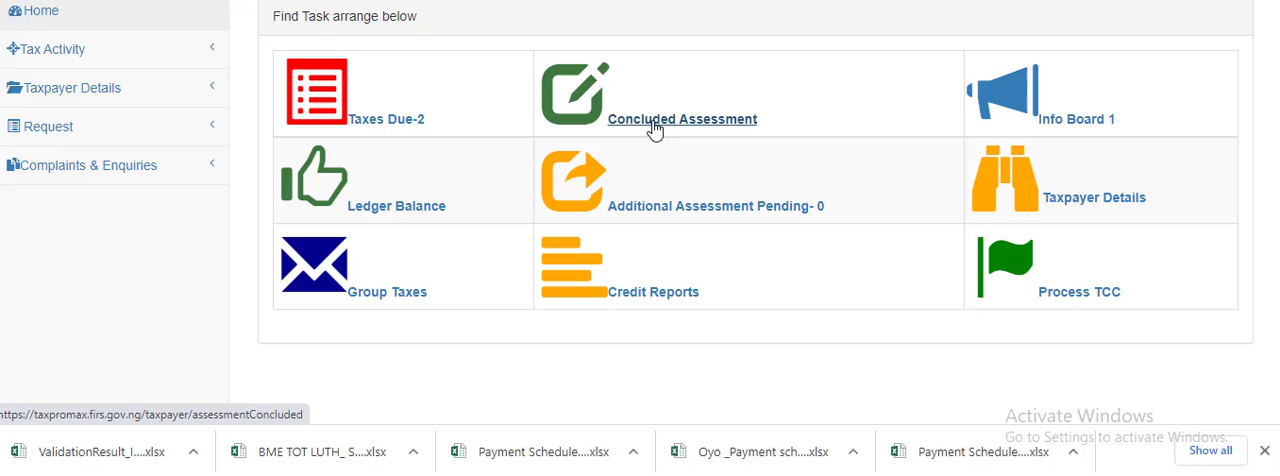 Home
Find Task arrange below
Tax Activity
Taxpayer Details
Request
Complaints & Enquiries
Taxes Due-2
Concluded Assessment
Info Board 1
Ledger Balance
Additional Assessment Pending- 0
Taxpayer Details
Group Taxes
Credit Reports
Process TCC
https://taxpromax.firs.gov.ng/taxpayer/assessmentConcluded
Activate Windows
Go to Settings to activate Windows.
ValidationResult_I....xlsx
BME TOT LUTH_ S....xlsx
Payment Schedule....xlsx
Oyo _Payment sch....xlsx
Payment Schedule....xlsx
Show all